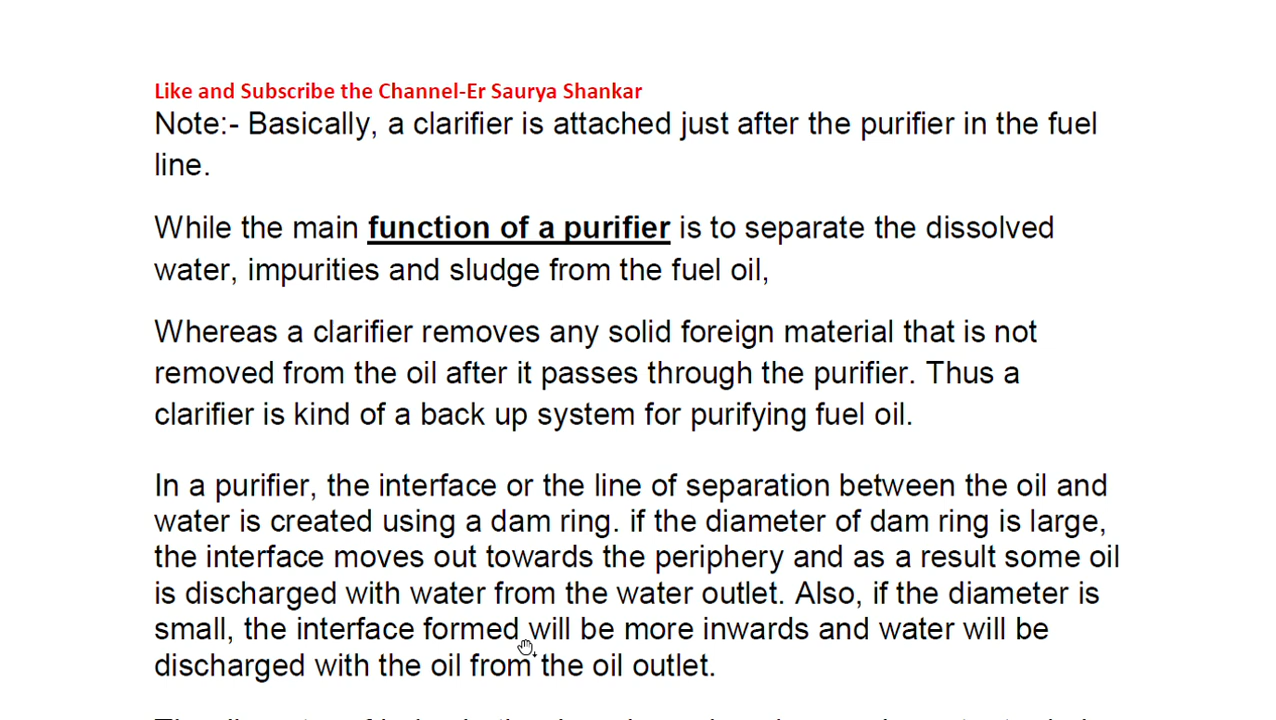 Like and Subscribe the Channel-Er Saurya Shankar
Note:- Basically, a clarifier is attached just after the purifier in the fuel
line.
While the main function of a purifier is to separate the dissolved
water, impurities and sludge from the fuel oil,
Whereas a clarifier removes any solid foreign material that is not
removed from the oil after it passes through the purifier. Thus a
clarifier is kind of a back up system for purifying fuel oil.
In a purifier, the interface or the line of separation between the oil and
water is created using a dam ring. if the diameter of dam ring is large,
the interface moves out towards the periphery and as a result some oil
is discharged with water from the water outlet. Also, if the diameter is
small, the interface formed will be more inwards and water will be
discharged with the oil from the oil outlet.